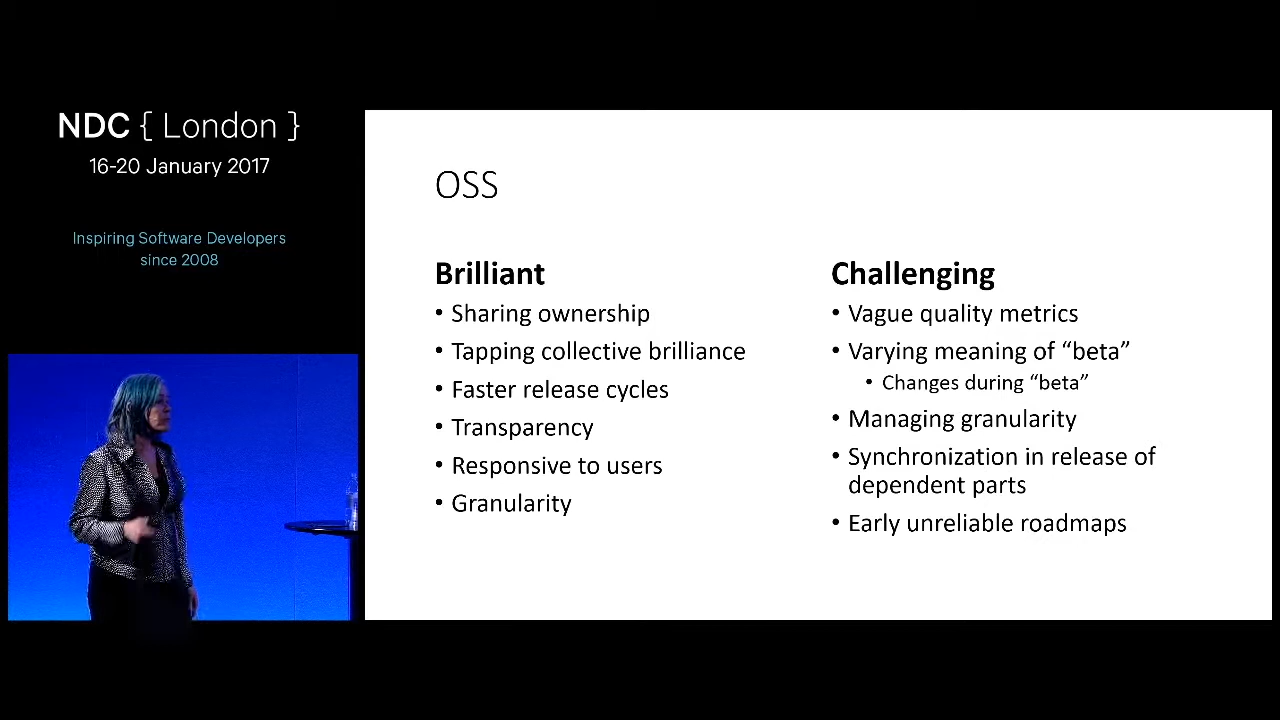 NDC { London }
16-20 January 2017
Inspiring Software Developers
since 2008
OSS
Brilliant
• Sharing ownership
• Tapping collective brilliance
• Faster release cycles
• Transparency
• Responsive to users
• Granularity
Challenging
• Vague quality metrics
• Varying meaning of “beta”
• Changes during “beta”
• Managing granularity
• Synchronization in release of
dependent parts
• Early unreliable roadmaps